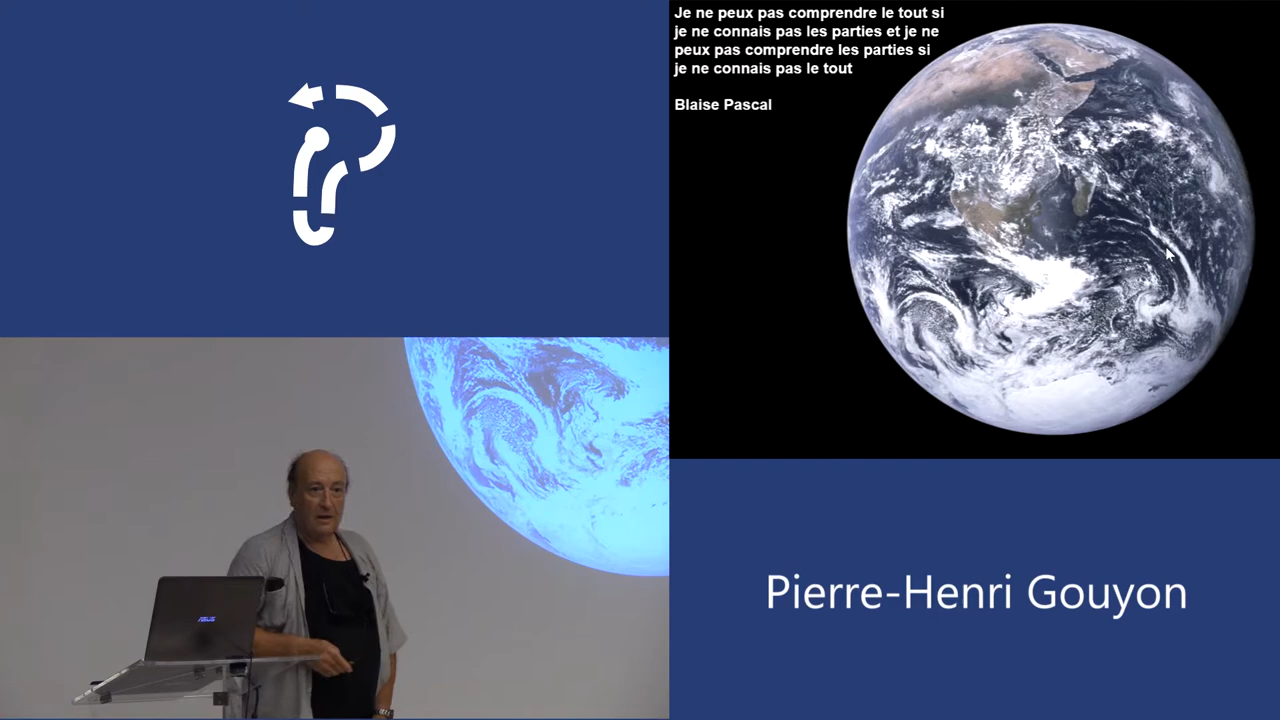 Je ne peux pas comprendre le tout si
je ne connais pas les parties et je ne
peux pas comprendre les parties si
je ne connais pas le tout
Blaise Pascal
ASUS
Pierre-Henri Gouyon